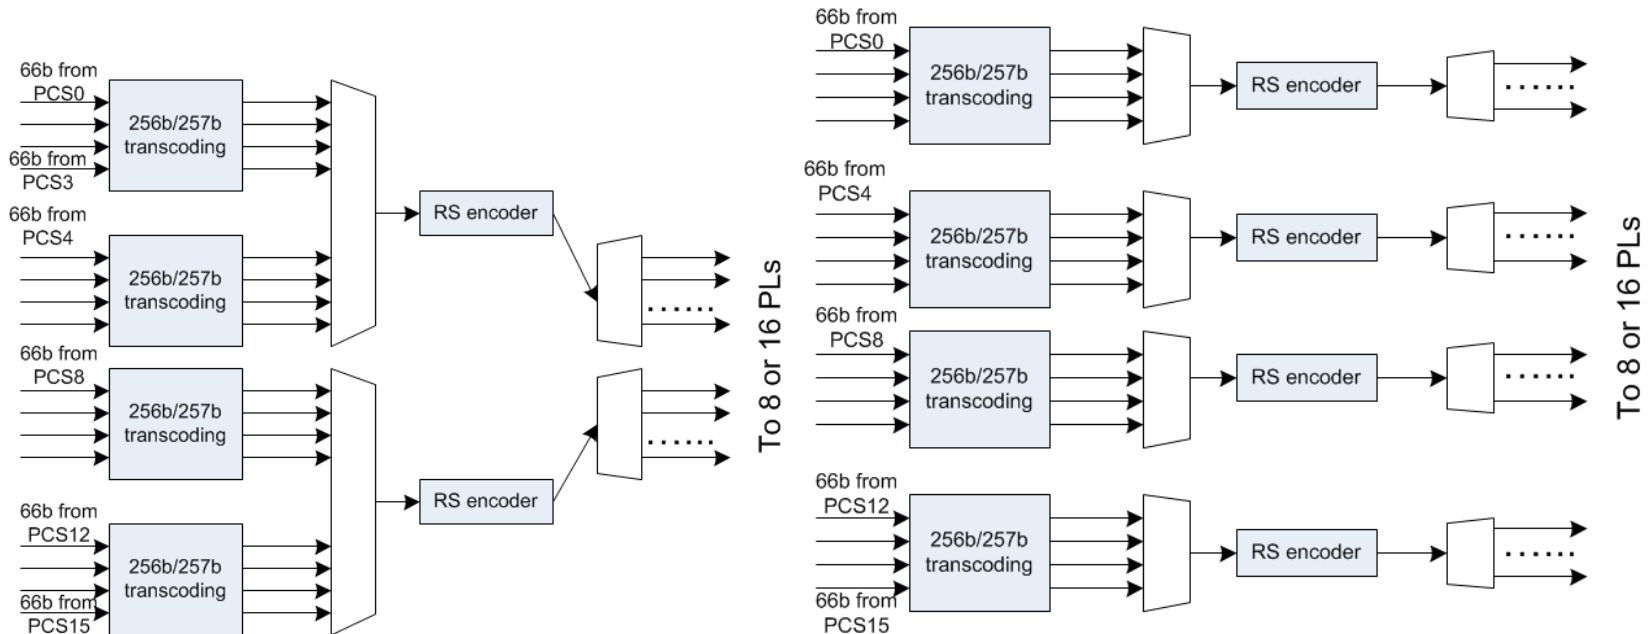 66b from
PCS0
256b/257b
transcoding
66b from
PCS3
66b from
PCS4
256b/257b
transcoding
RS encoder
66b from
PCS8
256b/257b
transcoding
66b from
PCS12
256b/257b
transcoding
66b from
PCS15
RS encoder
To 8 or 16 PLs
66b from
PCS0
256b/257b
transcoding
RS encoder
66b from
PCS4
256b/257b
transcoding
RS encoder
66b from
PCS8
256b/257b
transcoding
RS encoder
66b from
PCS12
256b/257b
transcoding
66b from
PCS15
RS encoder
To 8 or 16 PLs